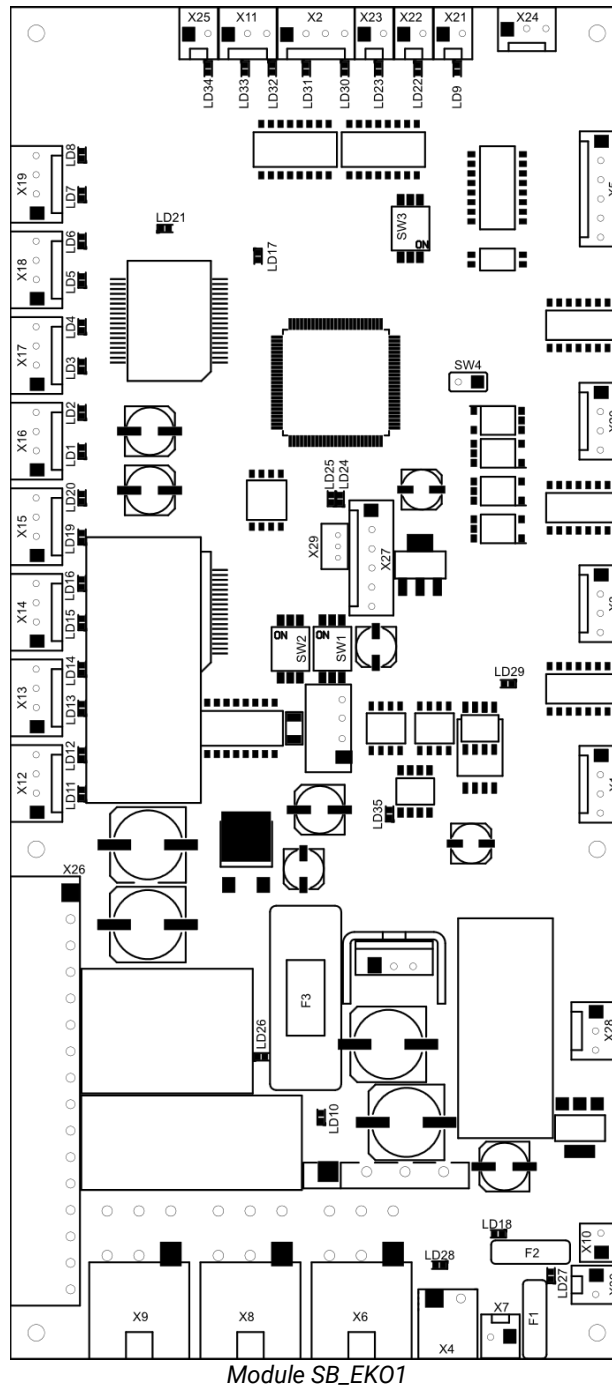 X25
X11
X2
X23
X22
X21
X24
LD34
LD33
LD32
LD31
LD30
LD23
LD22
LD9
X19
LD8
LD7
LD21
LD17
SW3
ON
X18
LD6
LD5
X17
LD4
LD3
SW4
X16
LD2
LD1
LD25
LD24
X15
LD20
LD19
X29
X27
X14
LD16
LD15
ON
SW2
ON
SW1
X13
LD14
LD13
LD29
X12
LD12
LD11
LD35
X26
F3
X28
LD26
LD10
LD18
X10
LD28
F2
LD27
X9
X8
X6
X4
X7
F1
Module SB_EK01